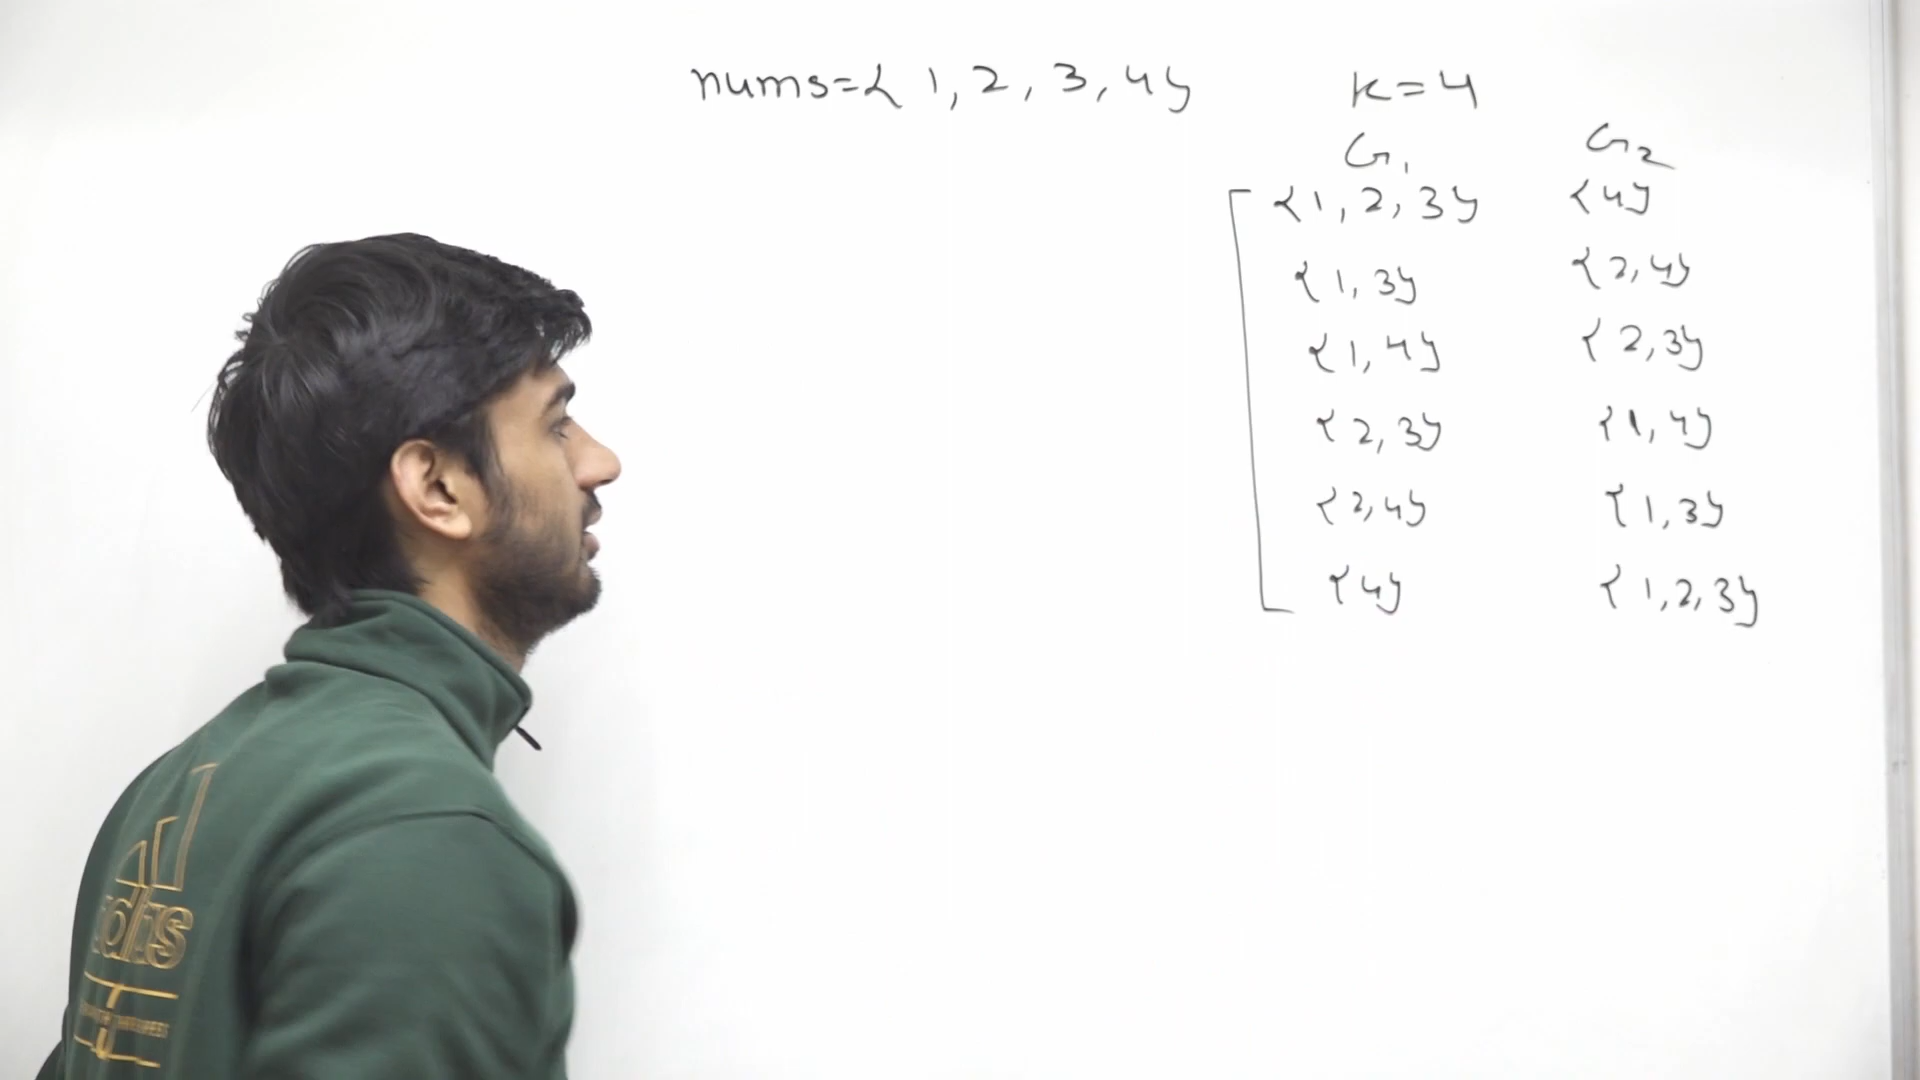 nums={ 1, 2, 3, 4}    k=4
G1    G2
{1, 2, 3}    {4}
{1, 3}    {2,4}
{1, 4}    {2,3}
{2, 3}    {1,4}
{2,4}    {1,3}
{4}    {1,2,3}